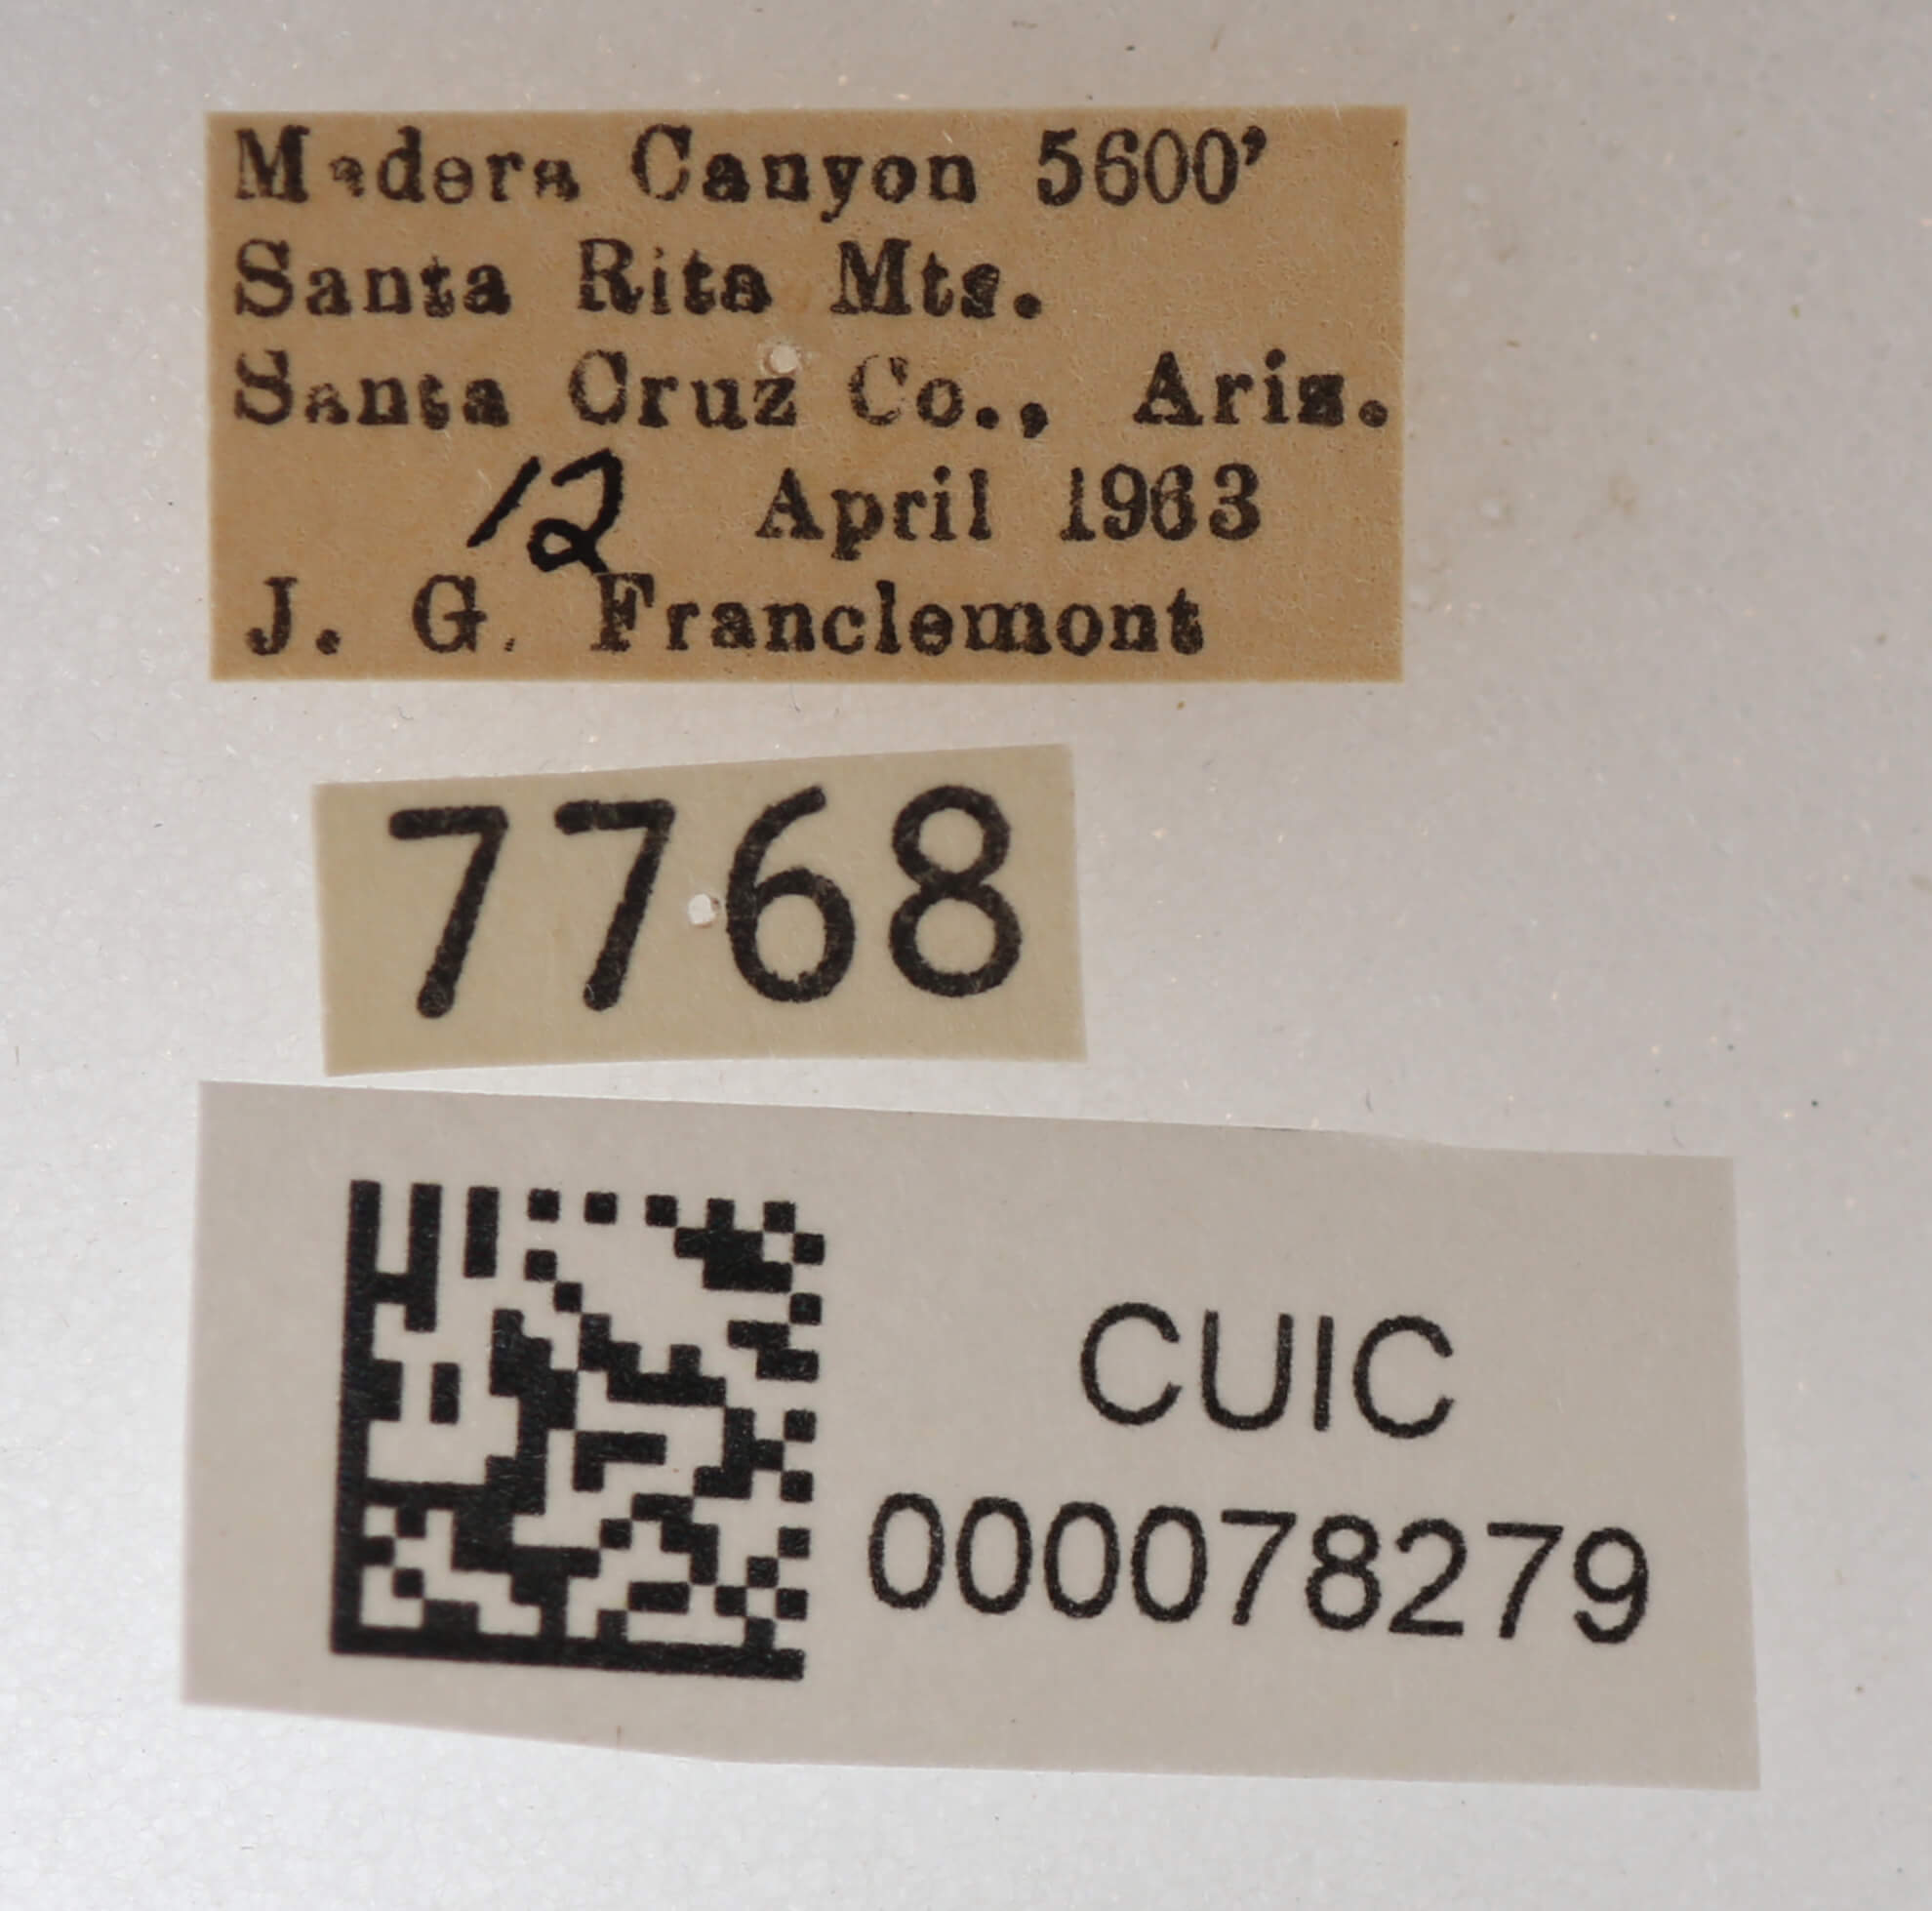 Madera Canyon 5600'
Santa Rita Mts.
Santa Cruz Co., Ariz.
12 April 1963
J. G. Franclemont
7768
CUIC
000078279